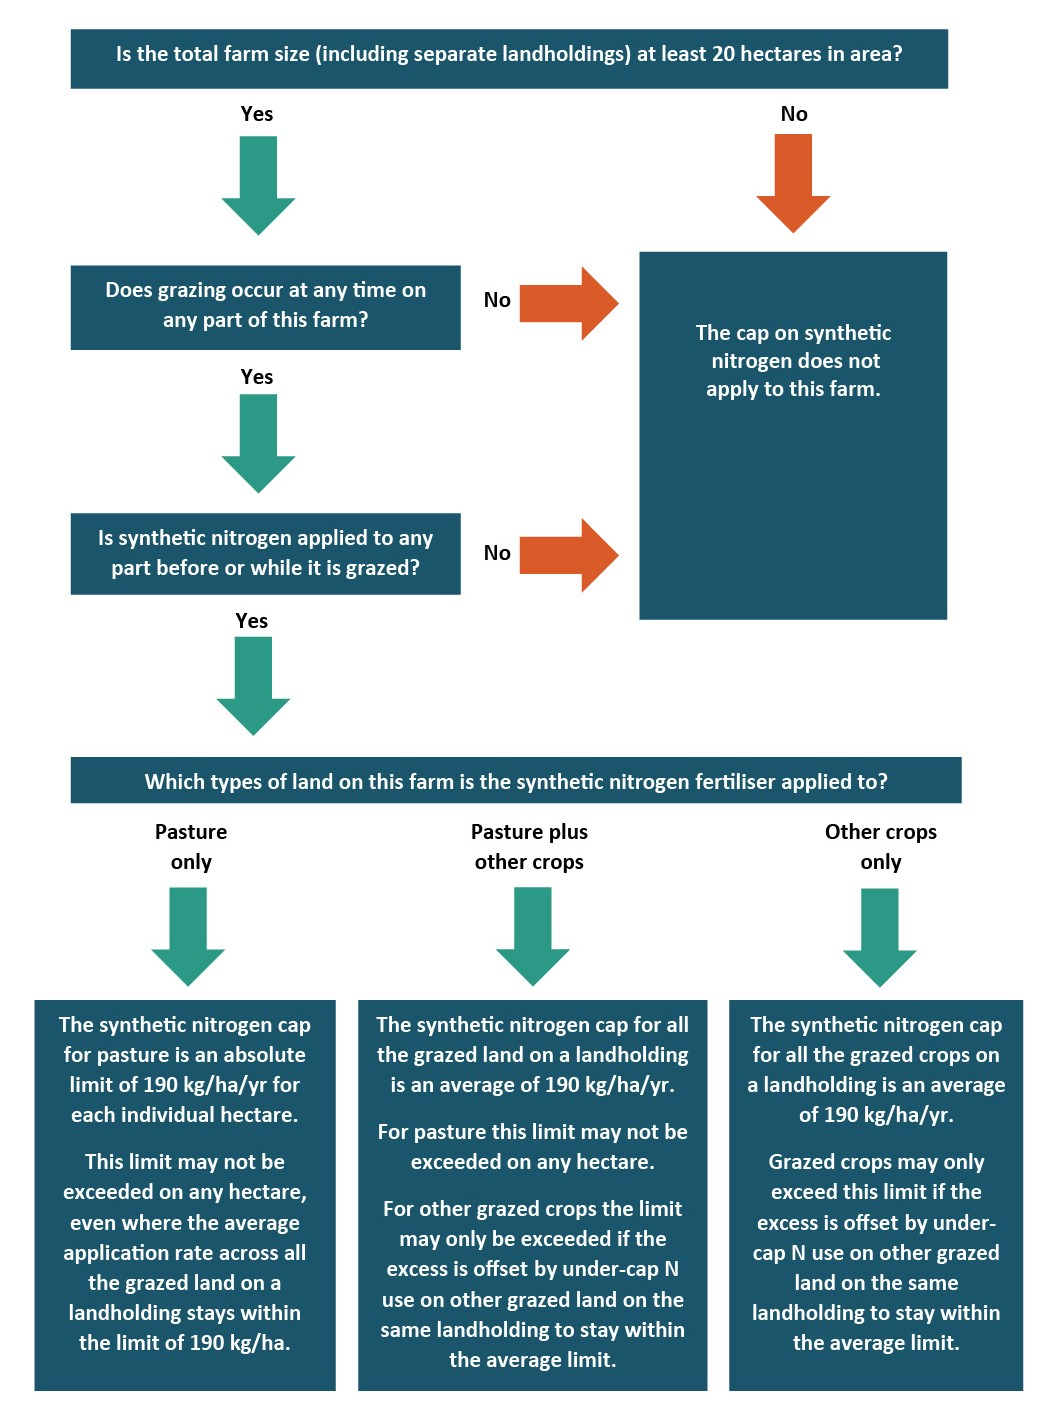 Is the total farm size (including separate landholdings) at least 20 hectares in area?
Yes
No
Does grazing occur at any time on
any part of this farm?
No
The cap on synthetic
nitrogen does not
apply to this farm.
Yes
Is synthetic nitrogen applied to any
part before or while it is grazed?
No
Yes
Which types of land on this farm is the synthetic nitrogen fertiliser applied to?
Pasture
only
Pasture plus
other crops
Other crops
only
The synthetic nitrogen cap
for pasture is an absolute
limit of 190 kg/ha/yr for
each individual hectare.
This limit may not be
exceeded on any hectare,
even where the average
application rate across all
the grazed land on a
landholding stays within
the limit of 190 kg/ha.
The synthetic nitrogen cap for all
the grazed land on a landholding
is an average of 190 kg/ha/yr.
For pasture this limit may not be
exceeded on any hectare.
For other grazed crops the limit
may only be exceeded if the
excess is offset by under-cap N
use on other grazed land on the
same landholding to stay within
the average limit.
The synthetic nitrogen cap
for all the grazed crops on
a landholding is an average
of 190 kg/ha/yr.
Grazed crops may only
exceed this limit if the
excess is offset by under-
cap N use on other grazed
land on the same
landholding to stay within
the average limit.